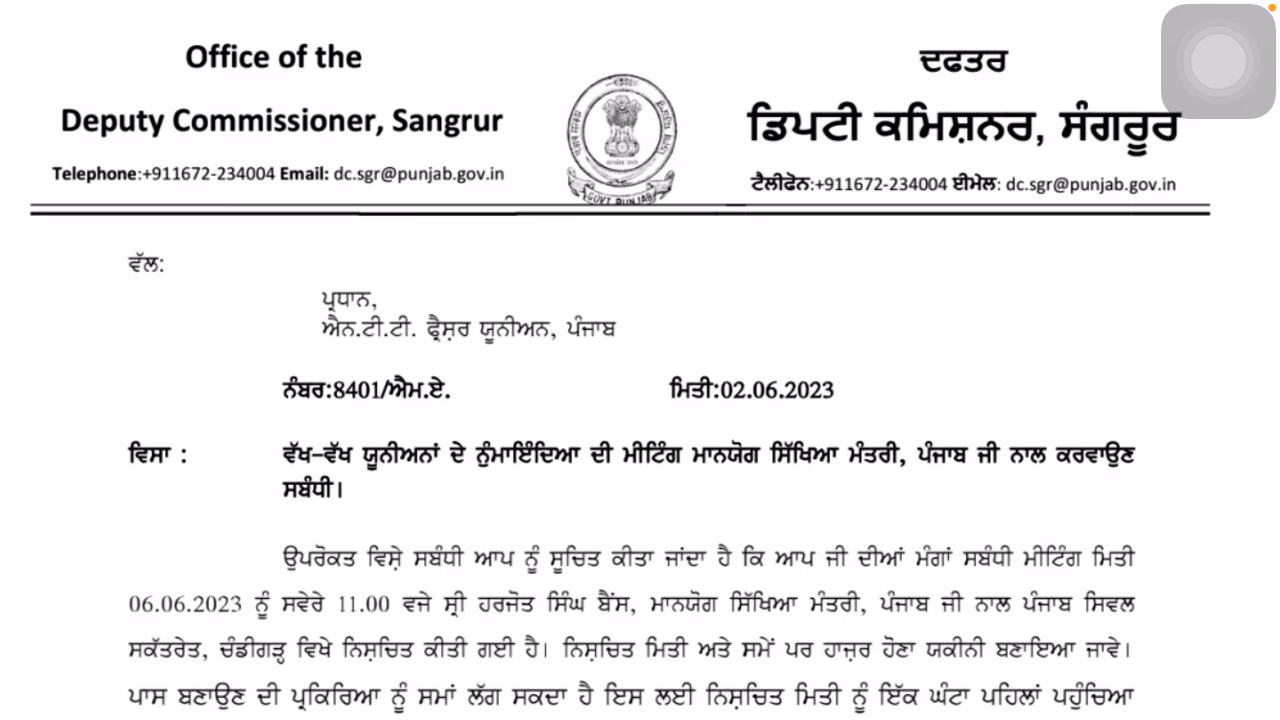 Office of the
Deputy Commissioner, Sangrur
Telephone:+911672-234004 Email: dc.sgr@punjab.gov.in
GOVT PUNJAB
ਦਫਤਰ
ਡਿਪਟੀ ਕਮਿਸ਼ਨਰ, ਸੰਗਰੂਰ
ਟੈਲੀਫੋਨ:+911672-234004 ਈਮੇਲ: dc.sgr@punjab.gov.in
ਵੱਲ:
ਪ੍ਰਧਾਨ,
ਐਨ.ਟੀ.ਟੀ. ਫ੍ਰੈਸ਼ਰ ਯੂਨੀਅਨ, ਪੰਜਾਬ
ਨੰਬਰ:8401/ਐਮ.ਏ. ਮਿਤੀ:02.06.2023
ਵਿਸਾ : ਵੱਖ-ਵੱਖ ਯੂਨੀਅਨਾਂ ਦੇ ਨੁੰਮਾਇੰਦਿਆ ਦੀ ਮੀਟਿੰਗ ਮਾਨਯੋਗ ਸਿੱਖਿਆ ਮੰਤਰੀ, ਪੰਜਾਬ ਜੀ ਨਾਲ ਕਰਵਾਉਣ
ਸਬੰਧੀ।
ਉਪਰੋਕਤ ਵਿਸ਼ੇ ਸਬੰਧੀ ਆਪ ਨੂੰ ਸੂਚਿਤ ਕੀਤਾ ਜਾਂਦਾ ਹੈ ਕਿ ਆਪ ਜੀ ਦੀਆਂ ਮੰਗਾਂ ਸਬੰਧੀ ਮੀਟਿੰਗ ਮਿਤੀ
06.06.2023 ਨੂੰ ਸਵੇਰੇ 11.00 ਵਜੇ ਸ੍ਰੀ ਹਰਜੋਤ ਸਿੰਘ ਬੈਂਸ, ਮਾਨਯੋਗ ਸਿੱਖਿਆ ਮੰਤਰੀ, ਪੰਜਾਬ ਜੀ ਨਾਲ ਪੰਜਾਬ ਸਿਵਲ
ਸਕੱਤਰੇਤ, ਚੰਡੀਗੜ੍ਹ ਵਿਖੇ ਨਿਸ਼ਚਿਤ ਕੀਤੀ ਗਈ ਹੈ। ਨਿਸ਼ਚਿਤ ਮਿਤੀ ਅਤੇ ਸਮੇਂ ਪਰ ਹਾਜ਼ਰ ਹੋਣਾ ਯਕੀਨੀ ਬਣਾਇਆ ਜਾਵੇ।
ਪਾਸ ਬਣਾਉਣ ਦੀ ਪ੍ਰਕਿਰਿਆ ਨੂੰ ਸਮਾਂ ਲੱਗ ਸਕਦਾ ਹੈ ਇਸ ਲਈ ਨਿਸ਼ਚਿਤ ਮਿਤੀ ਨੂੰ ਇੱਕ ਘੰਟਾ ਪਹਿਲਾਂ ਪਹੁੰਚਿਆ